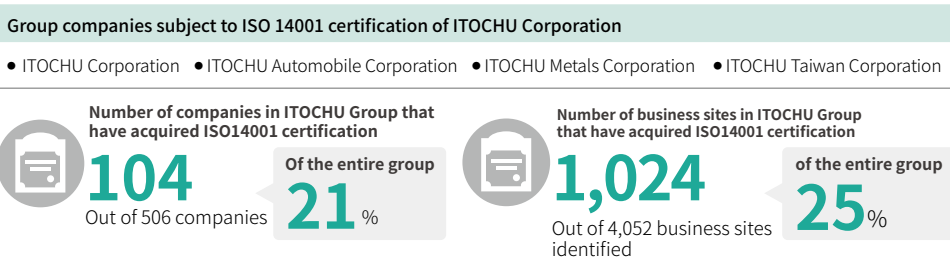 Group companies subject to ISO 14001 certification of ITOCHU Corporation
• ITOCHU Corporation • ITOCHU Automobile Corporation • ITOCHU Metals Corporation • ITOCHU Taiwan Corporation
Number of companies in ITOCHU Group that
have acquired ISO14001 certification
104
Out of 506 companies
Of the entire group
21 %
Number of business sites in ITOCHU Group
that have acquired ISO14001 certification
1,024
Out of 4,052 business sites
identified
of the entire group
25%